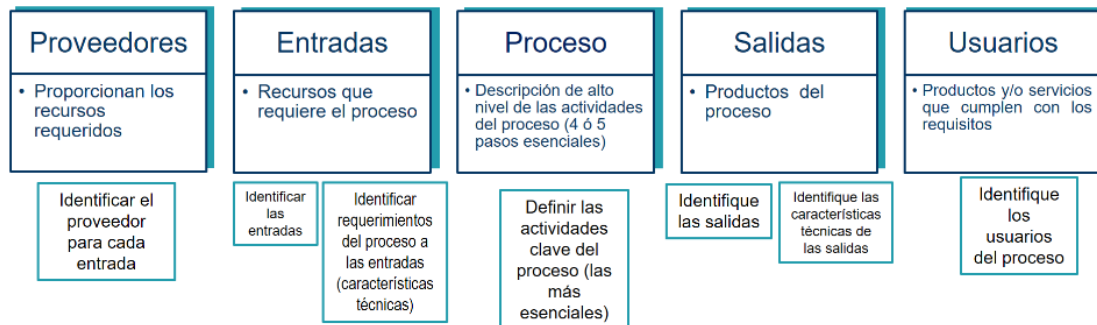 Proveedores
• Proporcionan los
recursos
requeridos
Identificar el
proveedor
para cada
entrada
Entradas
• Recursos que
requiere el proceso
Identificar
las
entradas
Identificar
requerimientos
del proceso a
las entradas
(características
técnicas)
Proceso
• Descripción de alto
nivel de las actividades
del proceso (4 ó 5
pasos esenciales)
Definir las
actividades
clave del
proceso (las
más
esenciales)
Salidas
• Productos del
proceso
Identifique
las salidas
Identifique las
características
técnicas de
las salidas
Usuarios
• Productos y/o servicios
que cumplen con los
requisitos
Identifique
los
usuarios
del proceso